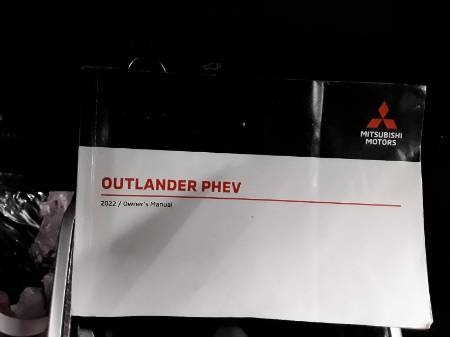 MITSUBISHI
MOTORS
OUTLANDER PHEV
2022 / Owner's Manual